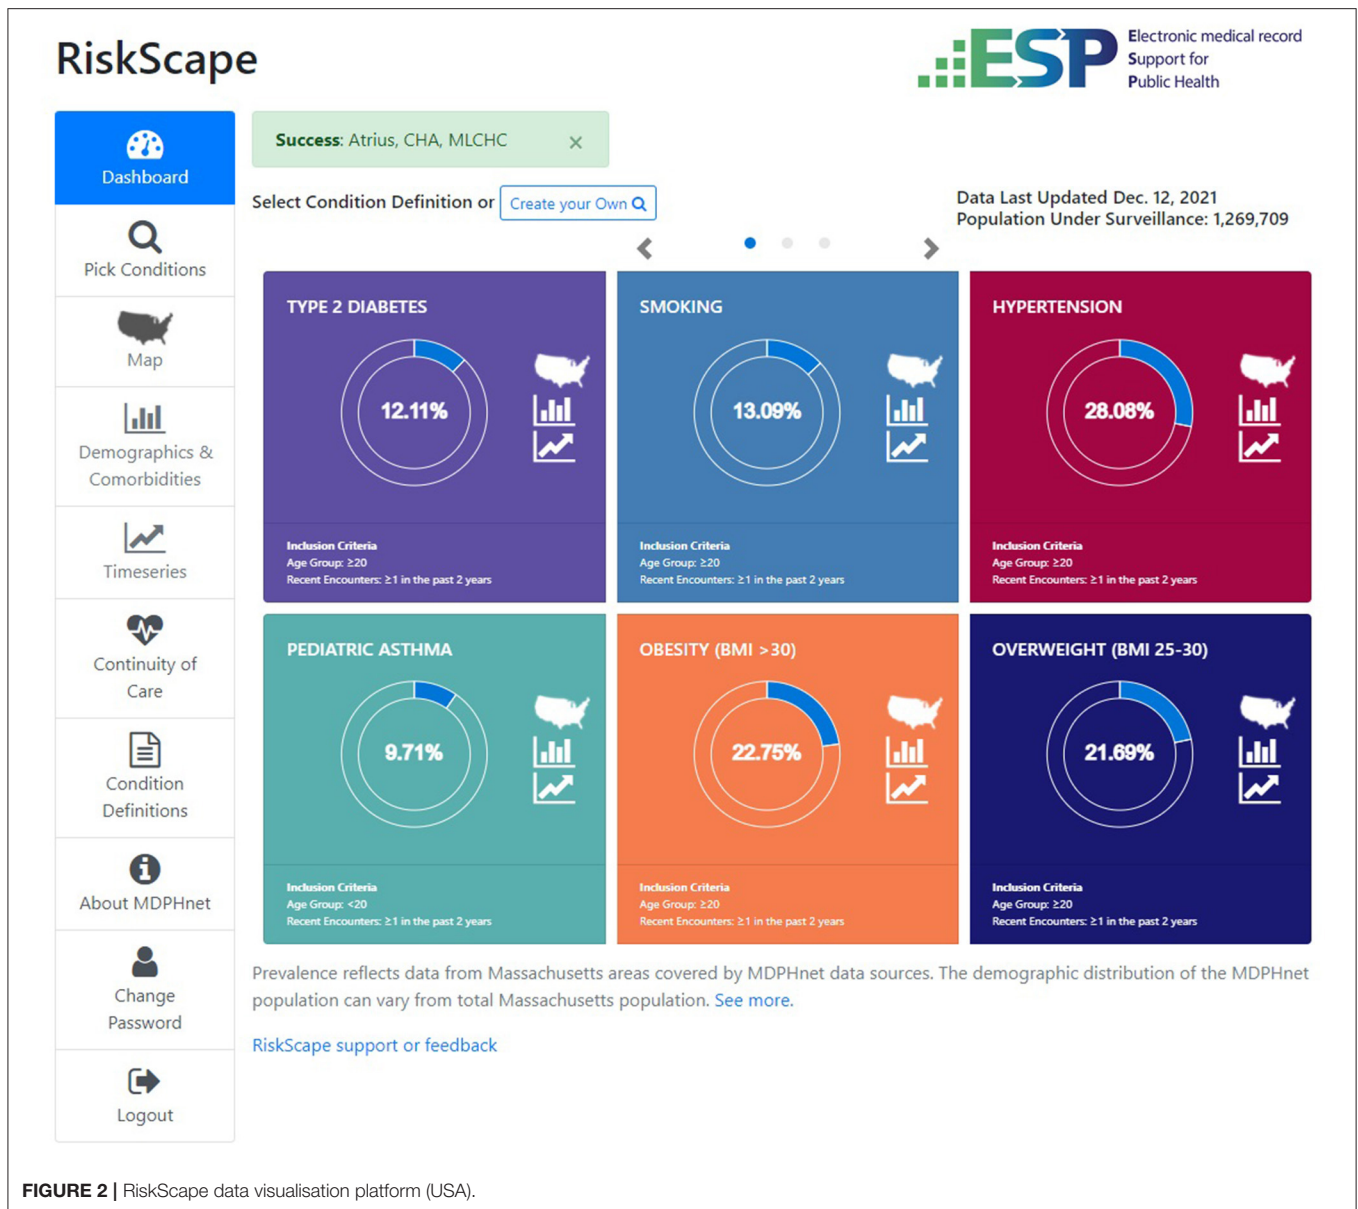 RiskScape
ESP
Electronic medical record
Support for
Public Health
Dashboard
Pick Conditions
Map
Demographics &
Comorbidities
Timeseries
Continuity of
Care
Condition
Definitions
About MDPHnet
Change
Password
Logout
Success: Atrius, CHA, MLCHC ×
Select Condition Definition or Create your Own
Data Last Updated Dec. 12, 2021
Population Under Surveillance: 1,269,709
TYPE 2 DIABETES
12.11%
Inclusion Criteria
Age Group: ≥20
Recent Encounters: ≥1 in the past 2 years
SMOKING
13.09%
Inclusion Criteria
Age Group: ≥20
Recent Encounters: ≥1 in the past 2 years
HYPERTENSION
28.08%
Inclusion Criteria
Age Group: ≥20
Recent Encounters: ≥1 in the past 2 years
PEDIATRIC ASTHMA
9.71%
Inclusion Criteria
Age Group: <20
Recent Encounters: ≥1 in the past 2 years
OBESITY (BMI >30)
22.75%
Inclusion Criteria
Age Group: ≥20
Recent Encounters: ≥1 in the past 2 years
OVERWEIGHT (BMI 25-30)
21.69%
Inclusion Criteria
Age Group: ≥20
Recent Encounters: ≥1 in the past 2 years
Prevalence reflects data from Massachusetts areas covered by MDPHnet data sources. The demographic distribution of the MDPHnet
population can vary from total Massachusetts population. See more.
RiskScape support or feedback
FIGURE 2 | RiskScape data visualisation platform (USA).